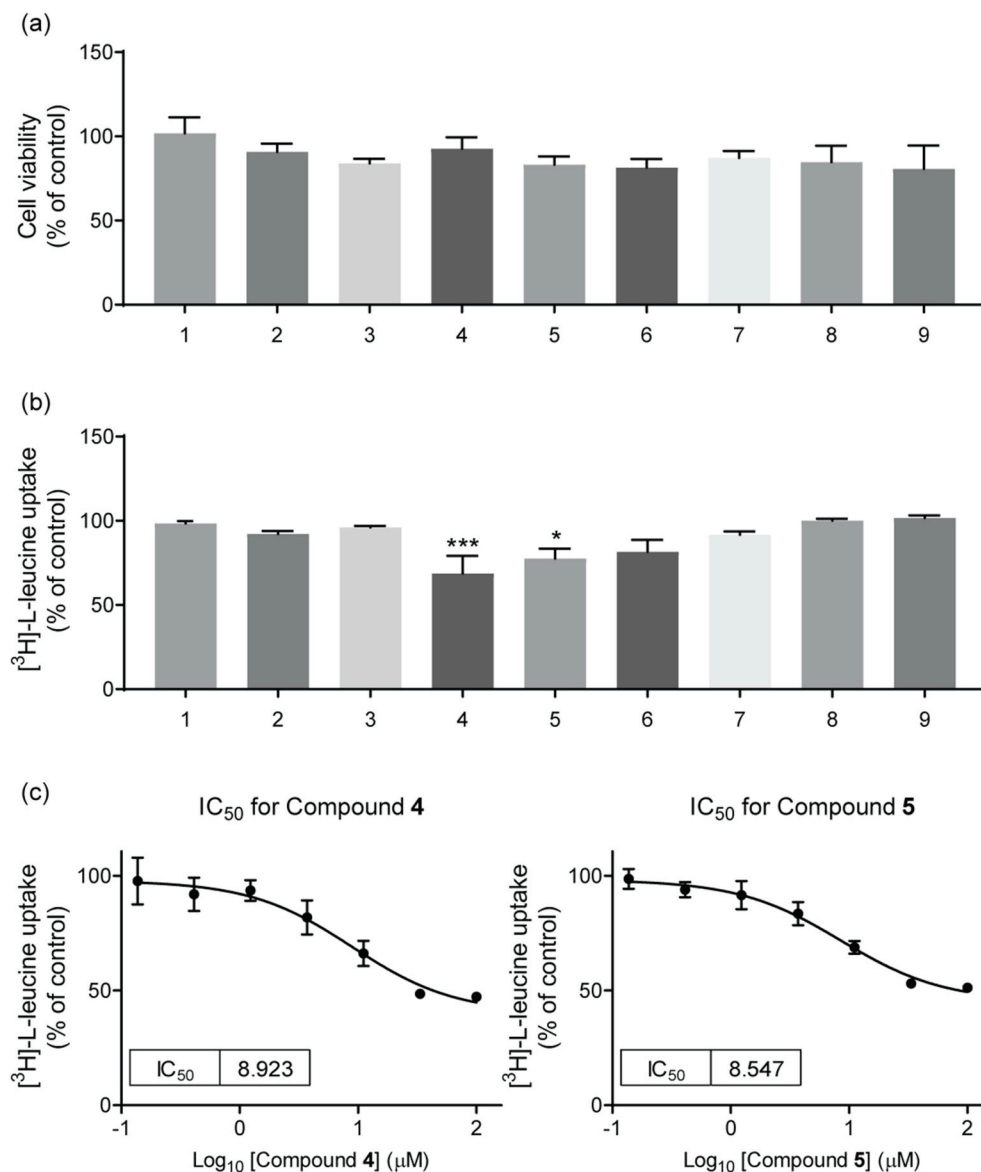 (a)
Cell viability
(% of control)
150
100
50
0
1 2 3 4 5 6 7 8 9
(b)
[³H]-L-leucine uptake
(% of control)
150
100
50
0
*** *
1 2 3 4 5 6 7 8 9
(c)
IC₅₀ for Compound 4
[³H]-L-leucine uptake
(% of control)
100
50
0
IC₅₀ 8.923
-1 0 1 2
Log₁₀ [Compound 4] (μM)
IC₅₀ for Compound 5
[³H]-L-leucine uptake
(% of control)
100
50
0
IC₅₀ 8.547
-1 0 1 2
Log₁₀ [Compound 5] (μM)